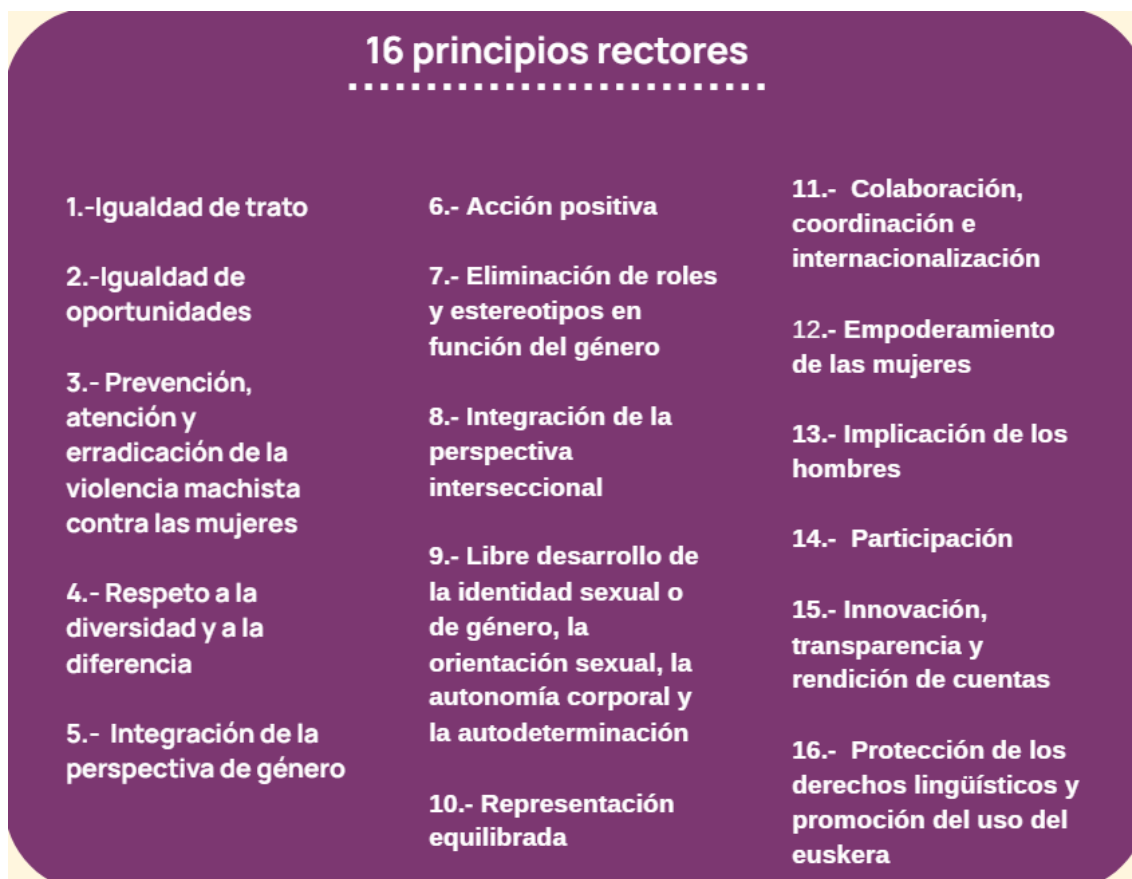 16 principios rectores
1.-Igualdad de trato
2.-Igualdad de
oportunidades
3.- Prevención,
atención y
erradicación de la
violencia machista
contra las mujeres
4.- Respeto a la
diversidad y a la
diferencia
5.-  Integración de la
perspectiva de género
6.- Acción positiva
7.- Eliminación de roles
y estereotipos en
función del género
8.- Integración de la
perspectiva
interseccional
9.- Libre desarrollo de
la identidad sexual o
de género, la
orientación sexual, la
autonomía corporal y
la autodeterminación
10.- Representación
equilibrada
11.-  Colaboración,
coordinación e
internacionalización
12.- Empoderamiento
de las mujeres
13.- Implicación de los
hombres
14.-  Participación
15.- Innovación,
transparencia y
rendición de cuentas
16.-  Protección de los
derechos lingüísticos y
promoción del uso del
euskera